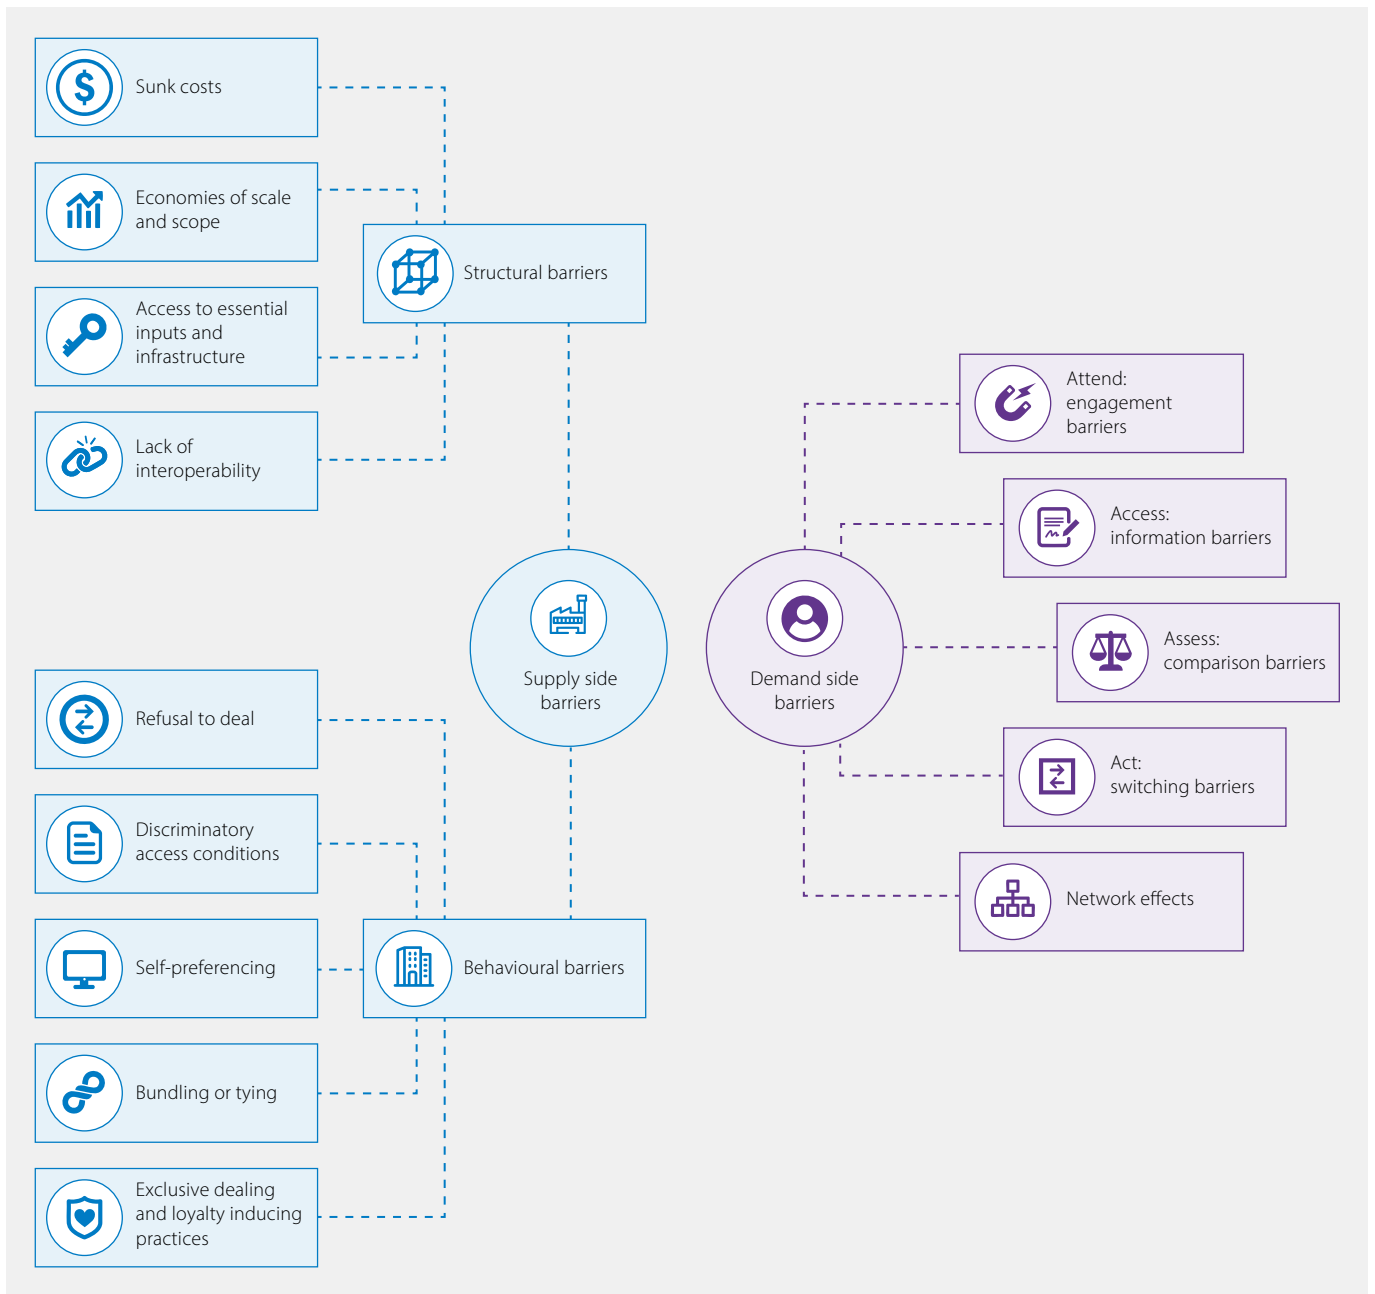 Sunk costs
Economies of scale
and scope
Access to essential
inputs and
infrastructure
Lack of
interoperability
Structural barriers
Supply side
barriers
Refusal to deal
Discriminatory
access conditions
Self-preferencing
Bundling or tying
Exclusive dealing
and loyalty inducing
practices
Behavioural barriers
Demand side
barriers
Attend:
engagement
barriers
Access:
information barriers
Assess:
comparison barriers
Act:
switching barriers
Network effects